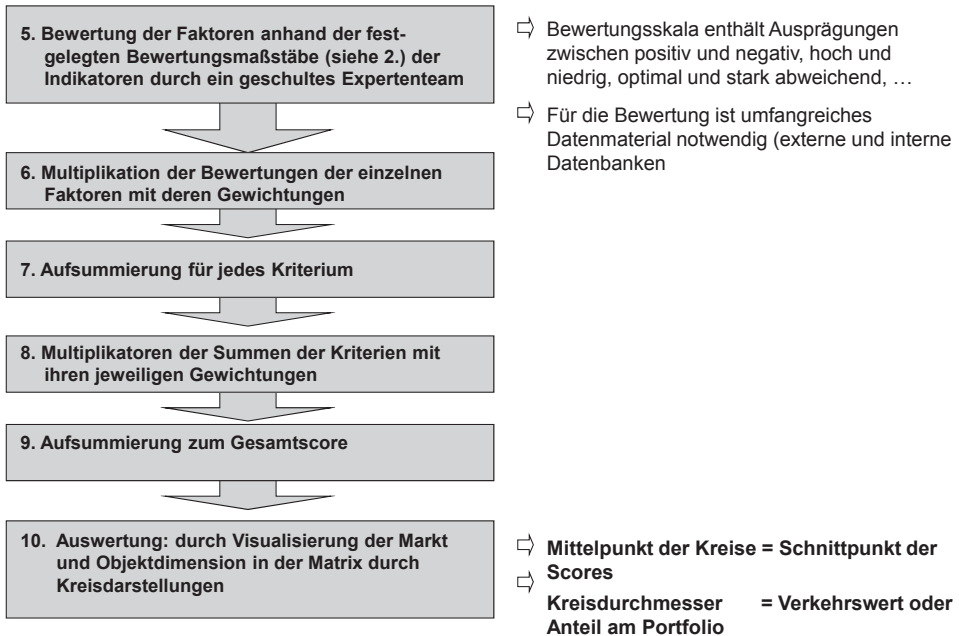 5. Bewertung der Faktoren anhand der fest-
gelegten Bewertungsmaßstäbe (siehe 2.) der
Indikatoren durch ein geschultes Expertenteam
Bewertungsskala enthält Ausprägungen
zwischen positiv und negativ, hoch und
niedrig, optimal und stark abweichend, …
Für die Bewertung ist umfangreiches
Datenmaterial notwendig (externe und interne
Datenbanken
6. Multiplikation der Bewertungen der einzelnen
Faktoren mit deren Gewichtungen
7. Aufsummierung für jedes Kriterium
8. Multiplikatoren der Summen der Kriterien mit
ihren jeweiligen Gewichtungen
9. Aufsummierung zum Gesamtscore
10. Auswertung: durch Visualisierung der Markt
und Objektdimension in der Matrix durch
Kreisdarstellungen
Mittelpunkt der Kreise = Schnittpunkt der
Scores
Kreisdurchmesser = Verkehrswert oder
Anteil am Portfolio